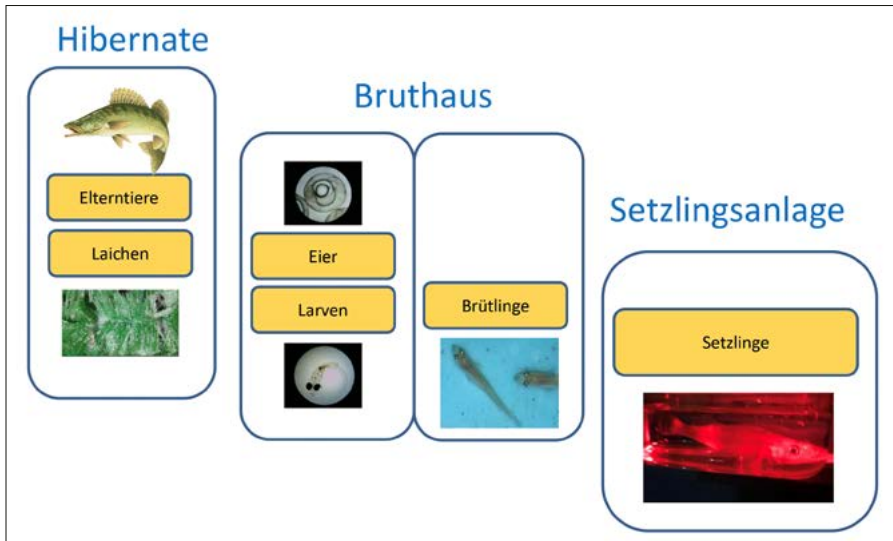 Hibernate
Elterntiere
Laichen
Bruthaus
Eier
Larven
Brütlinge
Setzlingsanlage
Setzlinge